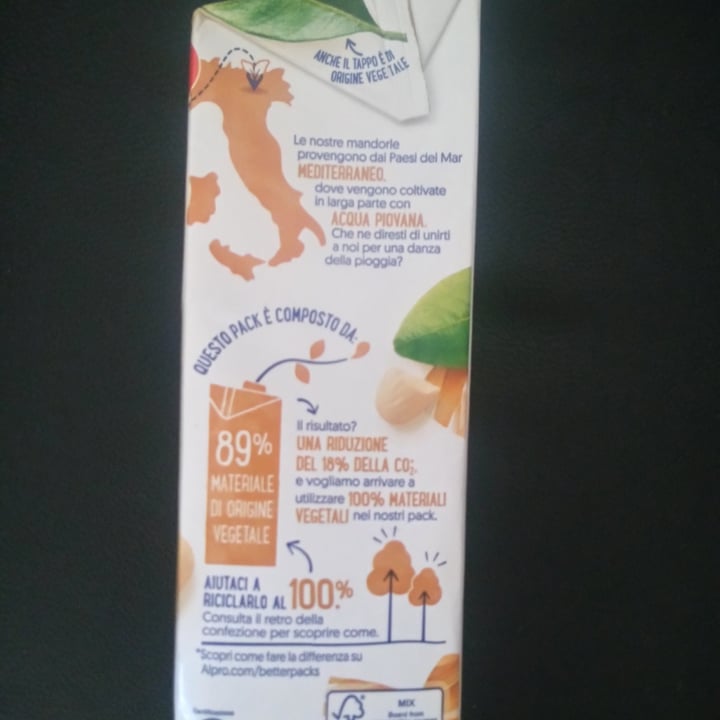 ANCHE IL TAPPO È DI
ORIGINE VEGETALE
Le nostre mandorle
provengono dai Paesi del Mar
MEDITERRANEO,
dove vengono coltivate
in larga parte con
ACQUA PIOVANA.
Che ne diresti di unirti
a noi per una danza
della pioggia?
QUESTO PACK È COMPOSTO DA:
89%
MATERIALE
DI ORIGINE
VEGETALE
Il risultato?
UNA RIDUZIONE
DEL 18% DELLA CO₂*,
e vogliamo arrivare a
utilizzare 100% MATERIALI
VEGETALI nei nostri pack.
AIUTACI A
RICICLARLO AL 100%.
Consulta il retro della
confezione per scoprire come.
*Scopri come fare la differenza su
Alpro.com/betterpacks
Certificazione
MIX
Board from